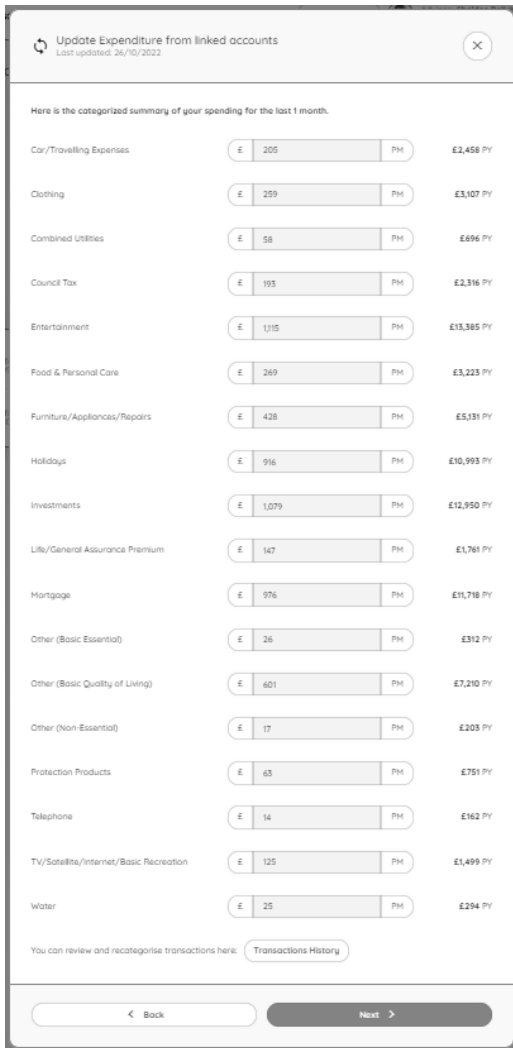 Update Expenditure from linked accounts
Last updated: 26/10/2022
Here is the categorized summary of your spending for the last 1 month.
Car/Travelling Expenses £ 205 PM £2,458 PY
Clothing £ 259 PM £3,107 PY
Combined Utilities £ 58 PM £696 PY
Council Tax £ 193 PM £2,316 PY
Entertainment £ 1,115 PM £13,385 PY
Food & Personal Care £ 269 PM £3,223 PY
Furniture/Appliances/Repairs £ 428 PM £5,131 PY
Holidays £ 916 PM £10,993 PY
Investments £ 1,079 PM £12,950 PY
Life/General Assurance Premium £ 147 PM £1,761 PY
Mortgage £ 976 PM £11,718 PY
Other (Basic Essential) £ 26 PM £312 PY
Other (Basic Quality of Living) £ 601 PM £7,210 PY
Other (Non-Essential) £ 17 PM £203 PY
Protection Products £ 63 PM £751 PY
Telephone £ 14 PM £162 PY
TV/Satellite/Internet/Basic Recreation £ 125 PM £1,499 PY
Water £ 25 PM £294 PY
You can review and recategorise transactions here: Transactions History
Back Next